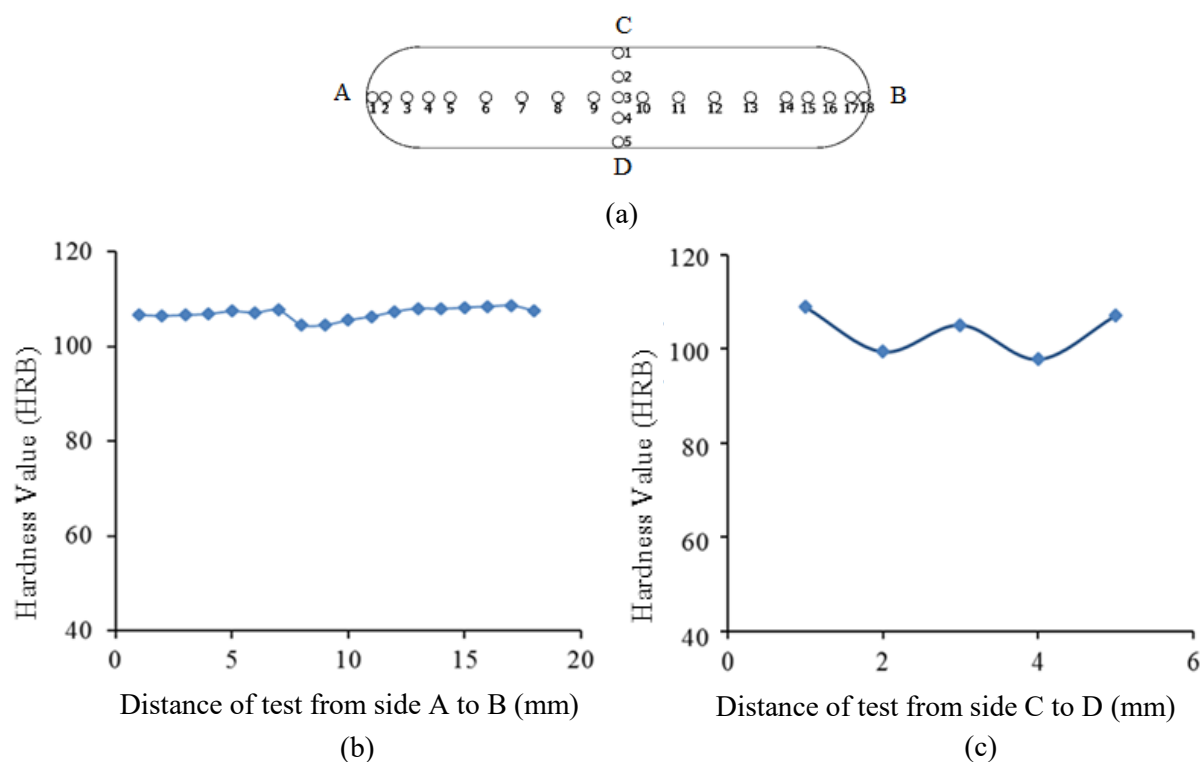 C
1
2
A 3 B
1 2 3 4 5 6 7 8 9 10 11 12 13 14 15 16 17 18
4
5
D
(a)
120
100
80
60
40
0 5 10 15 20
Hardness Value (HRB)
Distance of test from side A to B (mm)
(b)
120
100
80
60
40
0 2 4 6
Hardness Value (HRB)
Distance of test from side C to D (mm)
(c)